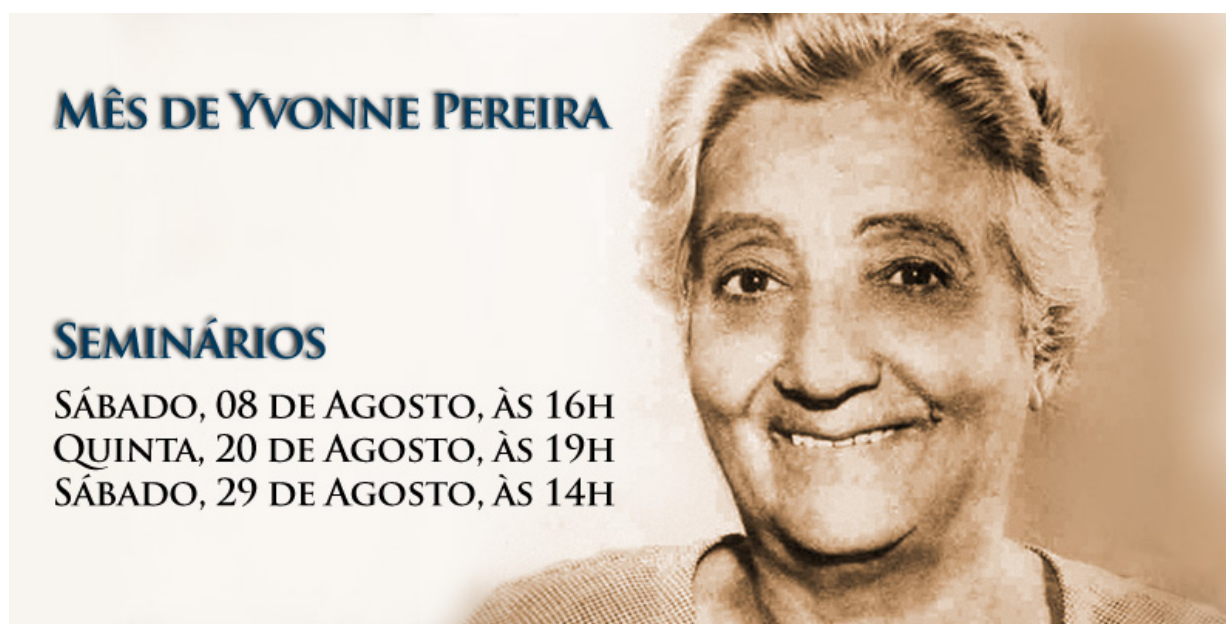 Mês de Yvonne Pereira
Seminários
Sábado, 08 de Agosto, às 16h
Quinta, 20 de Agosto, às 19h
Sábado, 29 de Agosto, às 14h